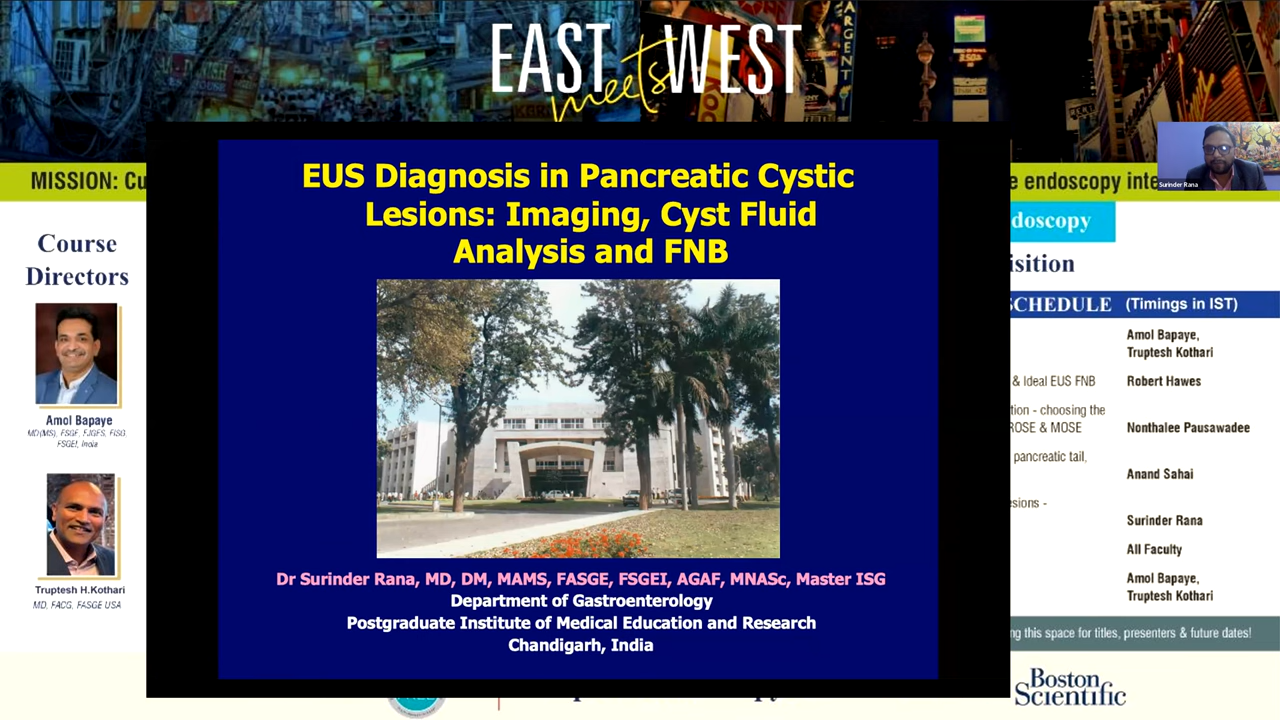 EAST meets WEST
MISSION: Cu
e endoscopy inte
Surinder Rana
doscopy
isition
Course
Directors
Amol Bapaye
MD(MS), FSGE, FJGES, FISG,
FSGEI, India
Truptesh H.Kothari
MD, FACG, FASGE USA
EUS Diagnosis in Pancreatic Cystic
Lesions: Imaging, Cyst Fluid
Analysis and FNB
Dr Surinder Rana, MD, DM, MAMS, FASGE, FSGEI, AGAF, MNASc, Master ISG
Department of Gastroenterology
Postgraduate Institute of Medical Education and Research
Chandigarh, India
SCHEDULE (Timings in IST)
Amol Bapaye,
Truptesh Kothari
& Ideal EUS FNB Robert Hawes
tion - choosing the
ROSE & MOSE Nonthalee Pausawadee
pancreatic tail,
Anand Sahai
esions -
Surinder Rana
All Faculty
Amol Bapaye,
Truptesh Kothari
ng this space for titles, presenters & future dates!
Boston
Scientific